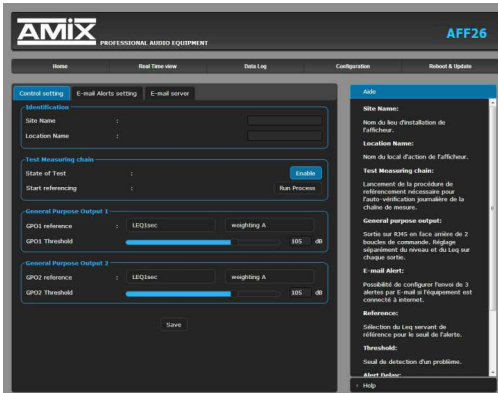 AMIX
PROFESSIONAL AUDIO EQUIPMENT
AFF26
Home Real Time view Data Log Configuration Reboot & Update
Control setting E-mail Alerts setting E-mail server
Identification
Site Name :
Location Name :
Test Measuring chain
State of Test : Enable
Start referencing : Run Process
General Purpose Output 1
GPO1 reference : LEQ1sec weighting A
GPO1 Threshold 105 dB
General Purpose Output 2
GPO2 reference : LEQ1sec weighting A
GPO2 Threshold 105 dB
Save
Aide
Site Name:
Nom du lieu d'installation de
l'afficheur.
Location Name:
Nom du local d'action de l'afficheur.
Test Measuring chain:
Lancement de la procédure de
référencement nécessaire pour
l'auto-vérification journalière de la
chaîne de mesure.
General purpose output:
Sortie sur RJ45 en face arrière de 2
boucles de commande. Réglage
séparément du niveau et du Leq sur
chaque sortie.
E-mail Alert:
Possibilité de configurer l'envoi de 3
alertes par E-mail si l'équipement est
connecté à internet.
Reference:
Sélection du Leq servant de
référence pour le seuil de l'alerte.
Threshold:
Seuil de detection d'un problème.
Alert Delay:
Help